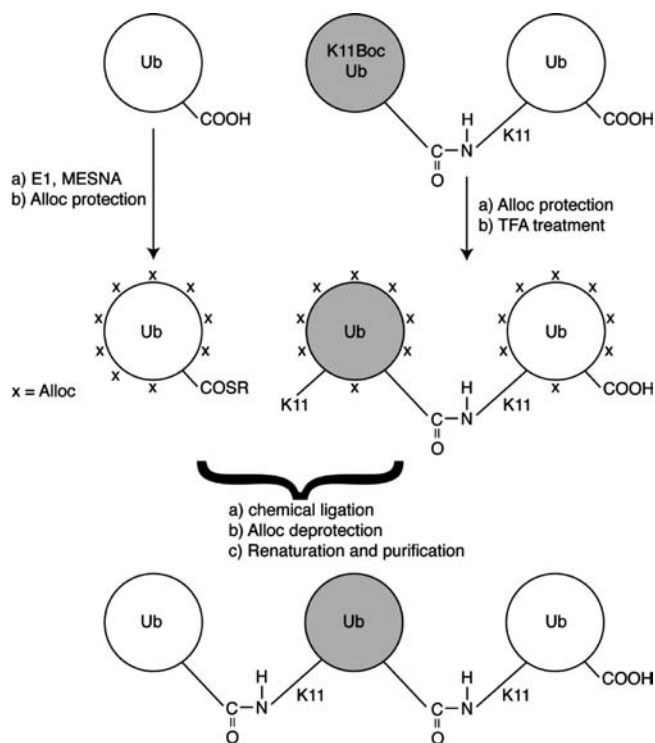 Ub
COOH
K11Boc
Ub
Ub
H
C–N
O
K11
COOH
a) E1, MESNA
b) Alloc protection
a) Alloc protection
b) TFA treatment
x x x x x x x x x x
Ub
COSR
x = Alloc
x x x x x x x x x x
Ub
K11
H
C–N
O
x x x x x x x x x x
Ub
K11
COOH
a) chemical ligation
b) Alloc deprotection
c) Renaturation and purification
Ub
H
C–N
O
K11
Ub
H
C–N
O
K11
Ub
COOH